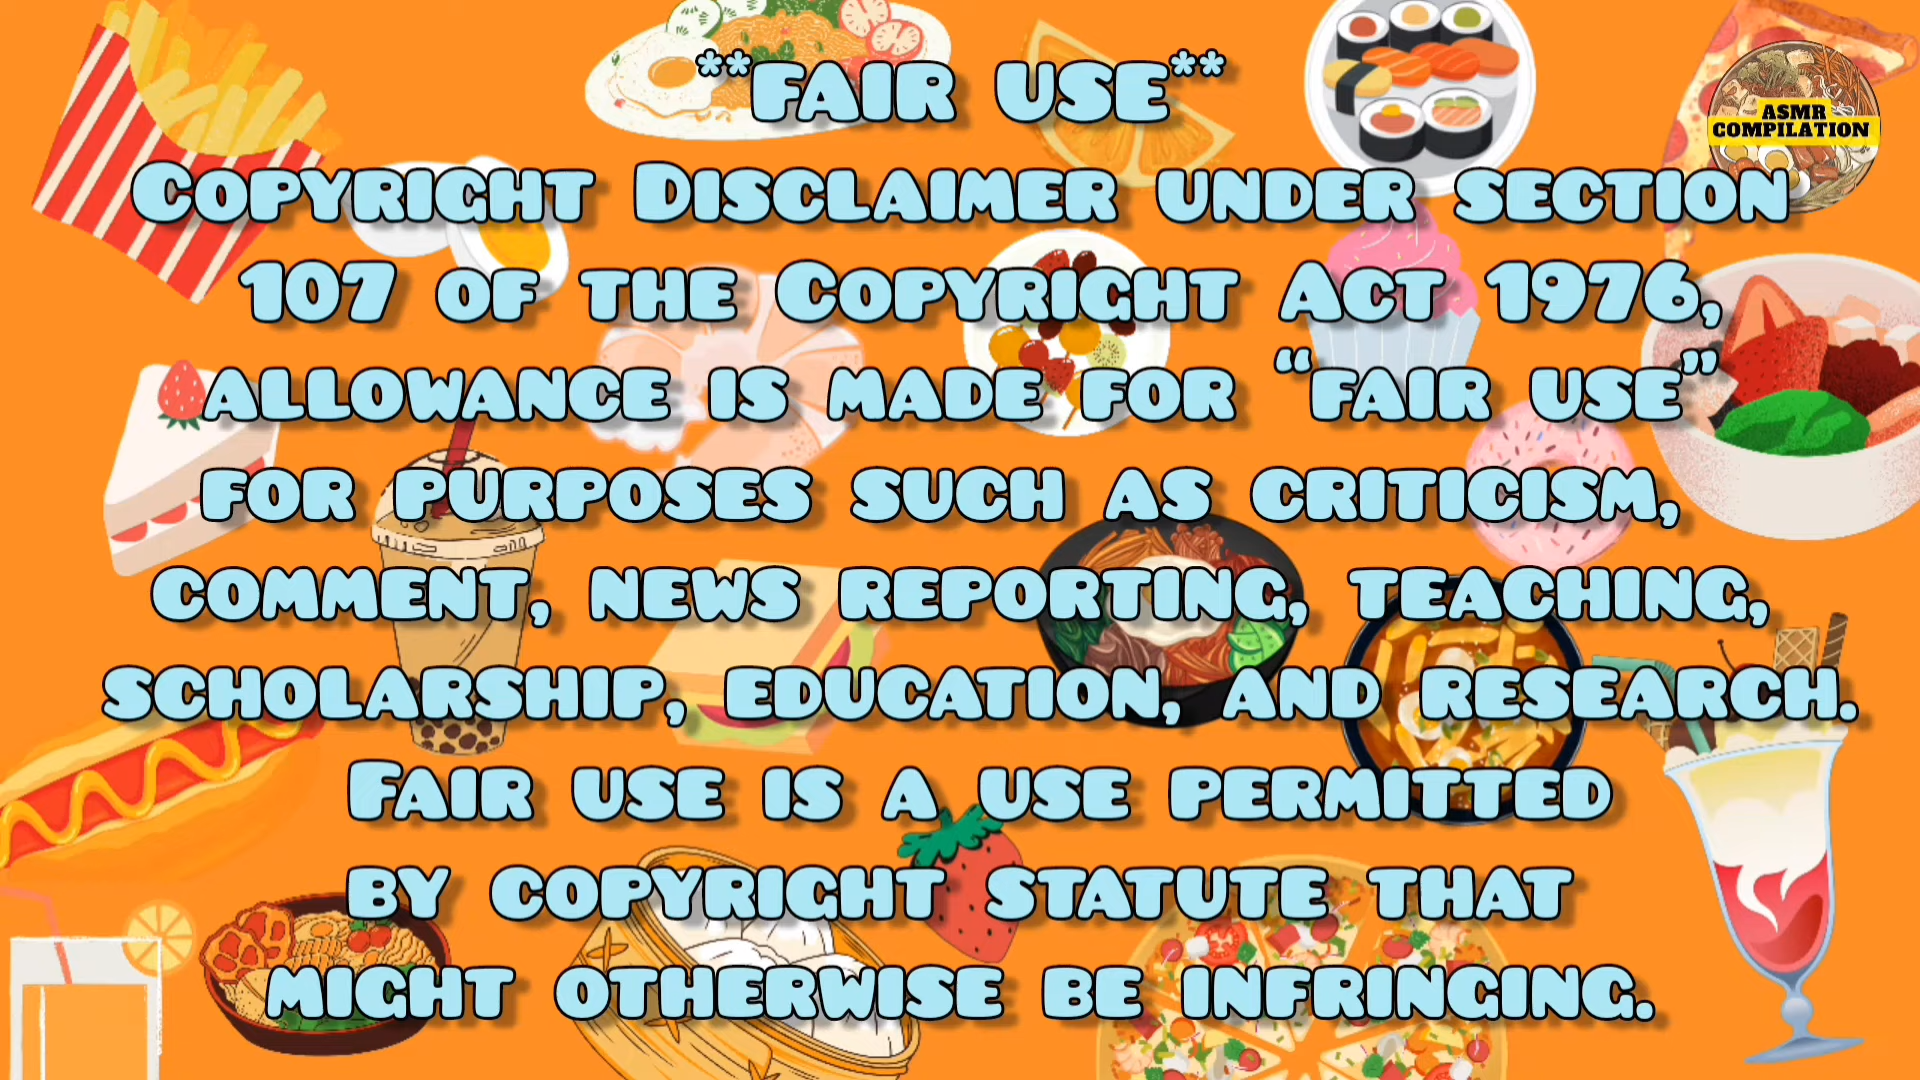 **FAIR USE**
ASMR
COMPILATION
Copyright Disclaimer under section
107 of the Copyright Act 1976,
allowance is made for “fair use”
for purposes such as criticism,
comment, news reporting, teaching,
scholarship, education, and research.
Fair use is a use permitted
by copyright statute that
might otherwise be infringing.